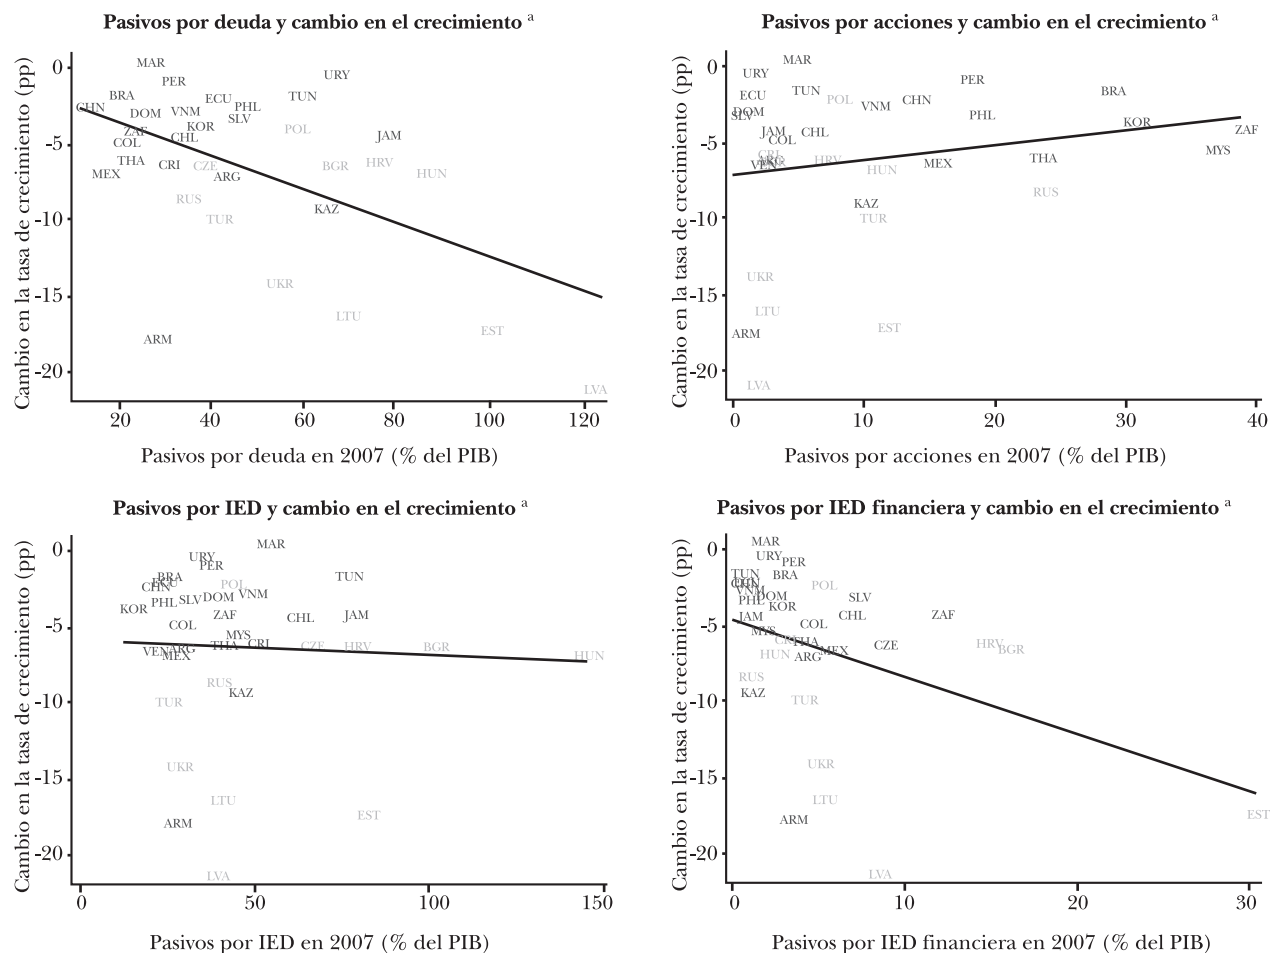 Pasivos por deuda y cambio en el crecimiento a
Cambio en la tasa de crecimiento (pp)
0
-5
-10
-15
-20
MAR
PER
URY
BRA
CHN
ECU
TUN
DOM
VNM
PHL
SLV
ZAF
KOR
POL
COL
CHL
JAM
THA
CRI
CZE
BGR
HRV
MEX
ARG
HUN
RUS
TUR
KAZ
UKR
LTU
EST
ARM
LVA
20 40 60 80 100 120
Pasivos por deuda en 2007 (% del PIB)
Pasivos por acciones y cambio en el crecimiento a
Cambio en la tasa de crecimiento (pp)
0
-5
-10
-15
-20
MAR
URY
PER
ECU
TUN
BRA
POL
CHN
DOM
VNM
SLV
PHL
KOR
JAM
CHL
ZAF
COL
MYS
CRI
ARG
VEN
HRV
HUN
MEX
THA
RUS
KAZ
TUR
UKR
LTU
EST
ARM
LVA
0 10 20 30 40
Pasivos por acciones en 2007 (% del PIB)
Pasivos por IED y cambio en el crecimiento a
Cambio en la tasa de crecimiento (pp)
0
-5
-10
-15
-20
MAR
URY
PER
BRA
TUN
ECU
CHN
POL
PHL
SLV
DOM
VNM
KOR
ZAF
CHL
JAM
COL
MYS
VEN
ARG
THA
CRI
CZE
HRV
BGR
MEX
HUN
RUS
KAZ
TUR
UKR
LTU
EST
ARM
LVA
0 50 100 150
Pasivos por IED en 2007 (% del PIB)
Pasivos por IED financiera y cambio en el crecimiento a
Cambio en la tasa de crecimiento (pp)
0
-5
-10
-15
-20
MAR
URY
PER
TUN
BRA
CHN
POL
VNM
DOM
PHL
SLV
KOR
JAM
CHL
ZAF
COL
MYS
CRI
THA
CZE
HRV
BGR
HUN
MEX
ARG
RUS
KAZ
TUR
UKR
LTU
EST
ARM
LVA
0 10 20 30
Pasivos por IED financiera en 2007 (% del PIB)